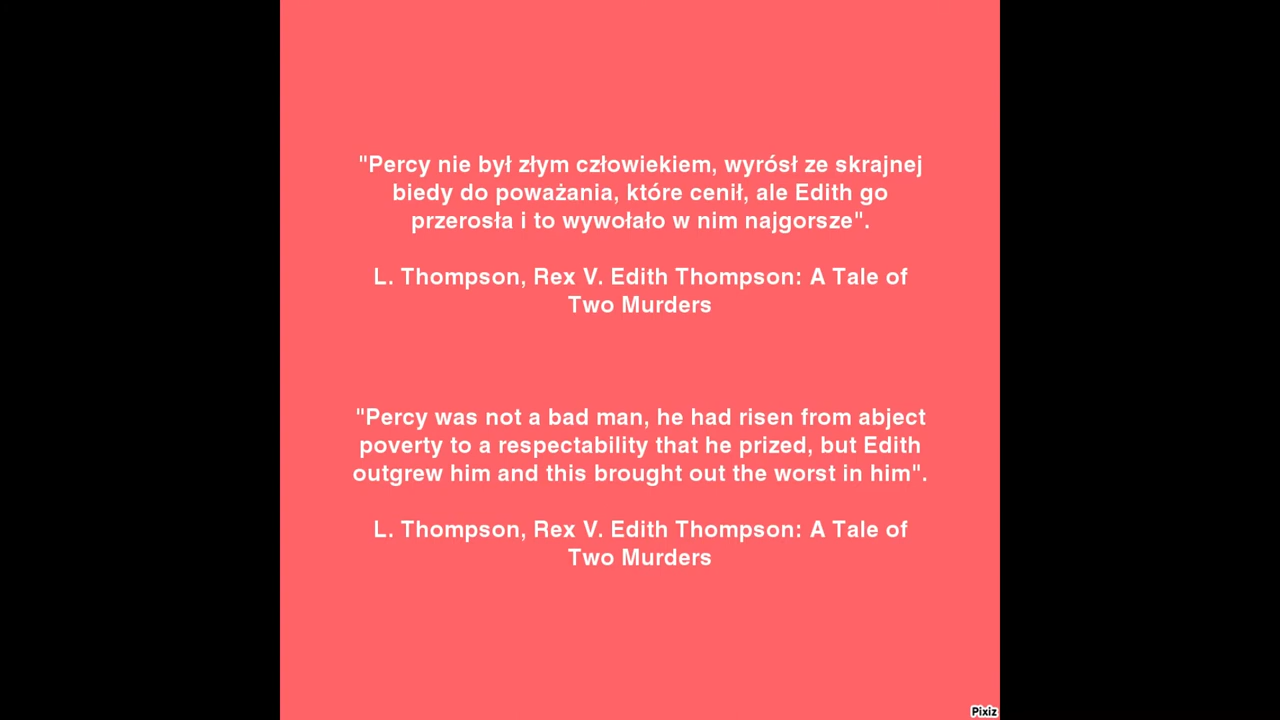 "Percy nie był złym człowiekiem, wyrósł ze skrajnej
biedy do poważania, które cenił, ale Edith go
przerosła i to wywołało w nim najgorsze".
L. Thompson, Rex V. Edith Thompson: A Tale of
Two Murders
"Percy was not a bad man, he had risen from abject
poverty to a respectability that he prized, but Edith
outgrew him and this brought out the worst in him".
L. Thompson, Rex V. Edith Thompson: A Tale of
Two Murders
Pixiz